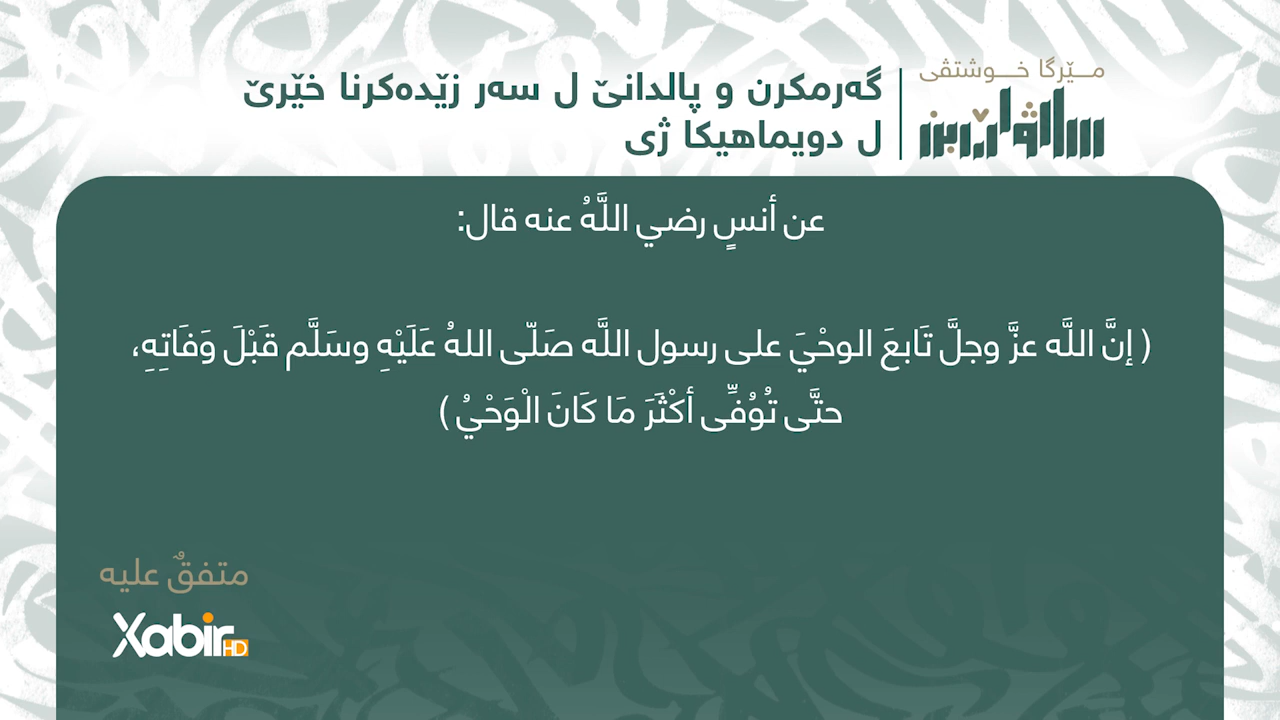 مـــێرگا خـــوشتڤی
گەرمکرن و پالدانێ ل سەر زێدەکرنا خێرێ
ل دویماهیکا ژی
عن أنسٍ رضي اللَّهُ عنه قال:
( إنَّ اللَّه عزَّ وجلَّ تَابعَ الوحْيَ على رسول اللَّه صَلّى اللهُ عَلَيْهِ وسَلَّم قَبْلَ وَفَاتِهِ،
حتَّى تُوُفِّى أكْثَرَ مَا كَانَ الْوَحْيُ )
متفقٌ عليه
Xabir HD